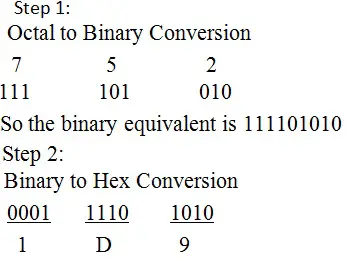 Step 1:
Octal to Binary Conversion
7 5 2
111 101 010
So the binary equivalent is 111101010
Step 2:
Binary to Hex Conversion
0001 1110 1010
1 D 9